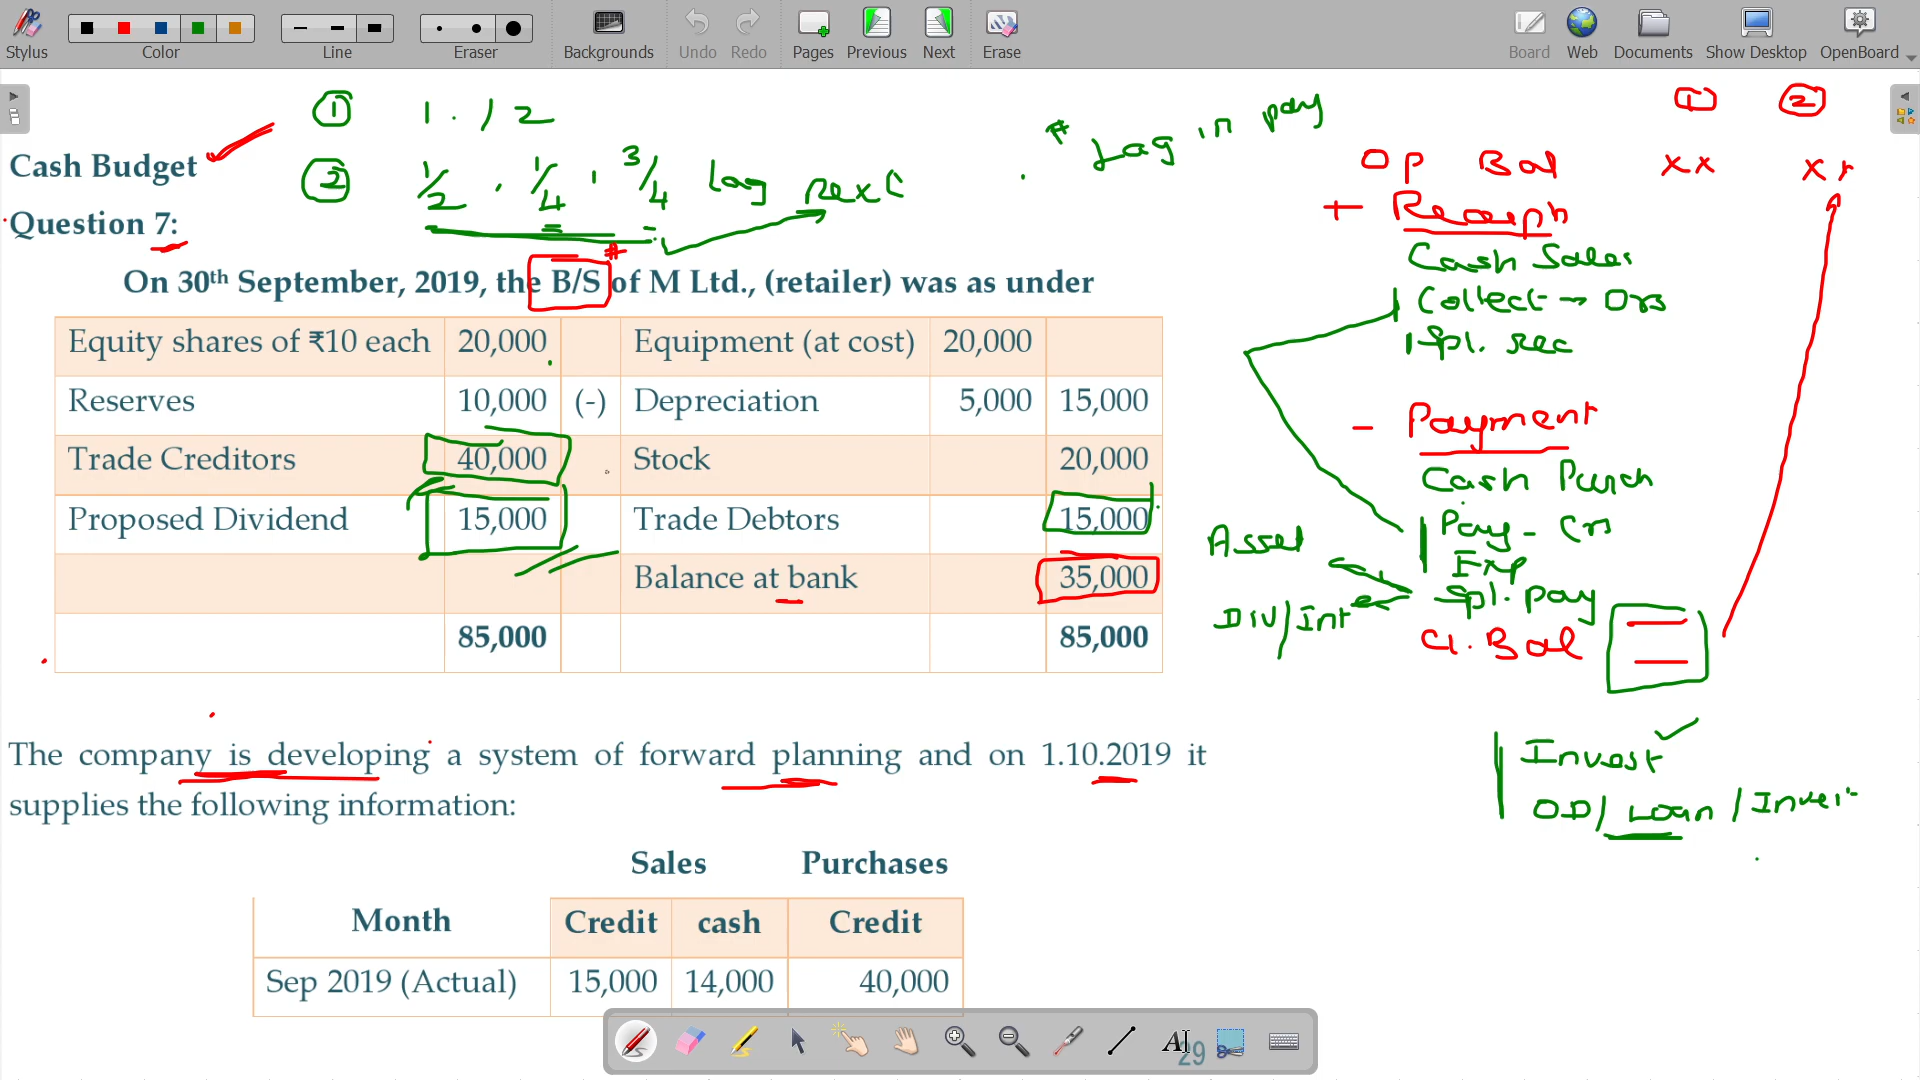 Stylus Color Line Eraser Backgrounds Undo Redo Pages Previous Next Erase Board Web Documents Show Desktop OpenBoard
① 1 . / 2
② 1/2 , 1/4 , 3/4 lag next
* Lag in pay
① ②
Cash Budget
Question 7:
On 30th September, 2019, the B/S of M Ltd., (retailer) was as under
Equity shares of ₹10 each 20,000 Equipment (at cost) 20,000
Reserves 10,000 (-) Depreciation 5,000 15,000
Trade Creditors 40,000 Stock 20,000
Proposed Dividend 15,000 Trade Debtors 15,000
Balance at bank 35,000
85,000 85,000
The company is developing a system of forward planning and on 1.10.2019 it
supplies the following information:
Sales Purchases
Month Credit cash Credit
Sep 2019 (Actual) 15,000 14,000 40,000
Op Bal xx xx
+ Receipts
Cash Sales
Collect → Drs
Spl. rec
- Payment
Cash Purch
Pay - Crs
Exp
Spl. pay
Asset
Div/Int
Cl. Bal
Invest
OD/ Loan /
29